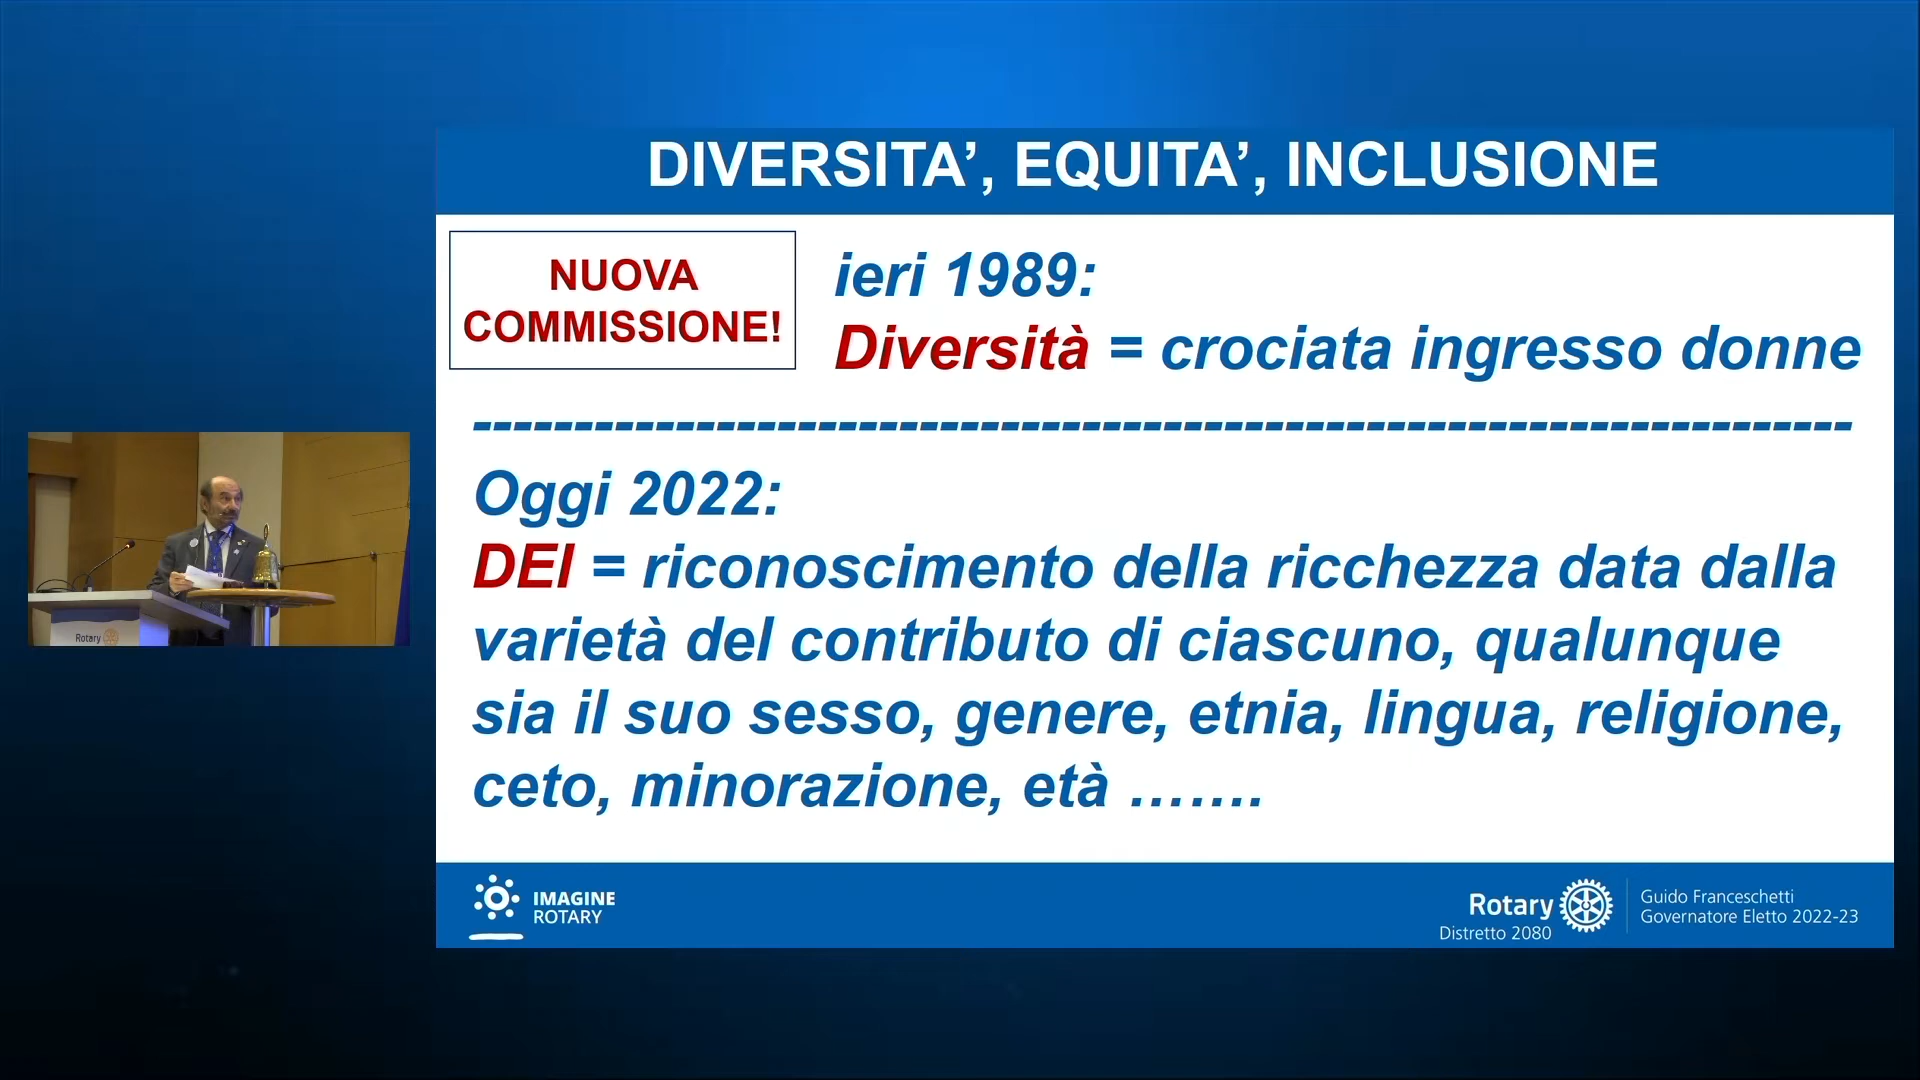 DIVERSITA’, EQUITA’, INCLUSIONE
NUOVA
COMMISSIONE!
ieri 1989:
Diversità = crociata ingresso donne
--------------------------------------------------------------------------------
Oggi 2022:
DEI = riconoscimento della ricchezza data dalla
varietà del contributo di ciascuno, qualunque
sia il suo sesso, genere, etnia, lingua, religione,
ceto, minorazione, età …….
Rotary
IMAGINE
ROTARY
Rotary
Distretto 2080
Guido Franceschetti
Governatore Eletto 2022-23